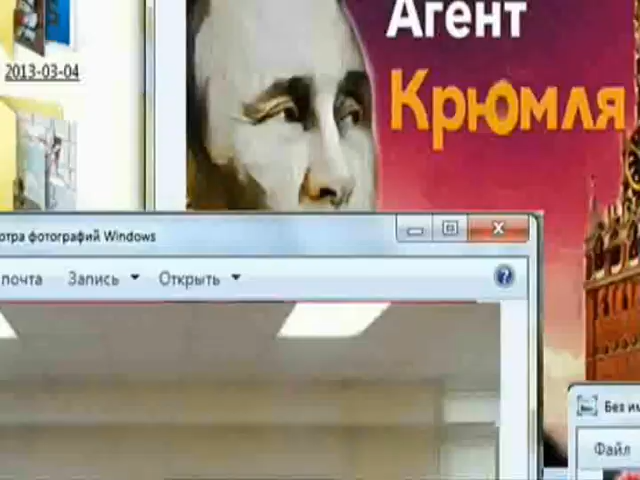 Агент
Крюмля
2013-03-04
отра фотографий Windows
почта Запись Открыть
Без им
Файл